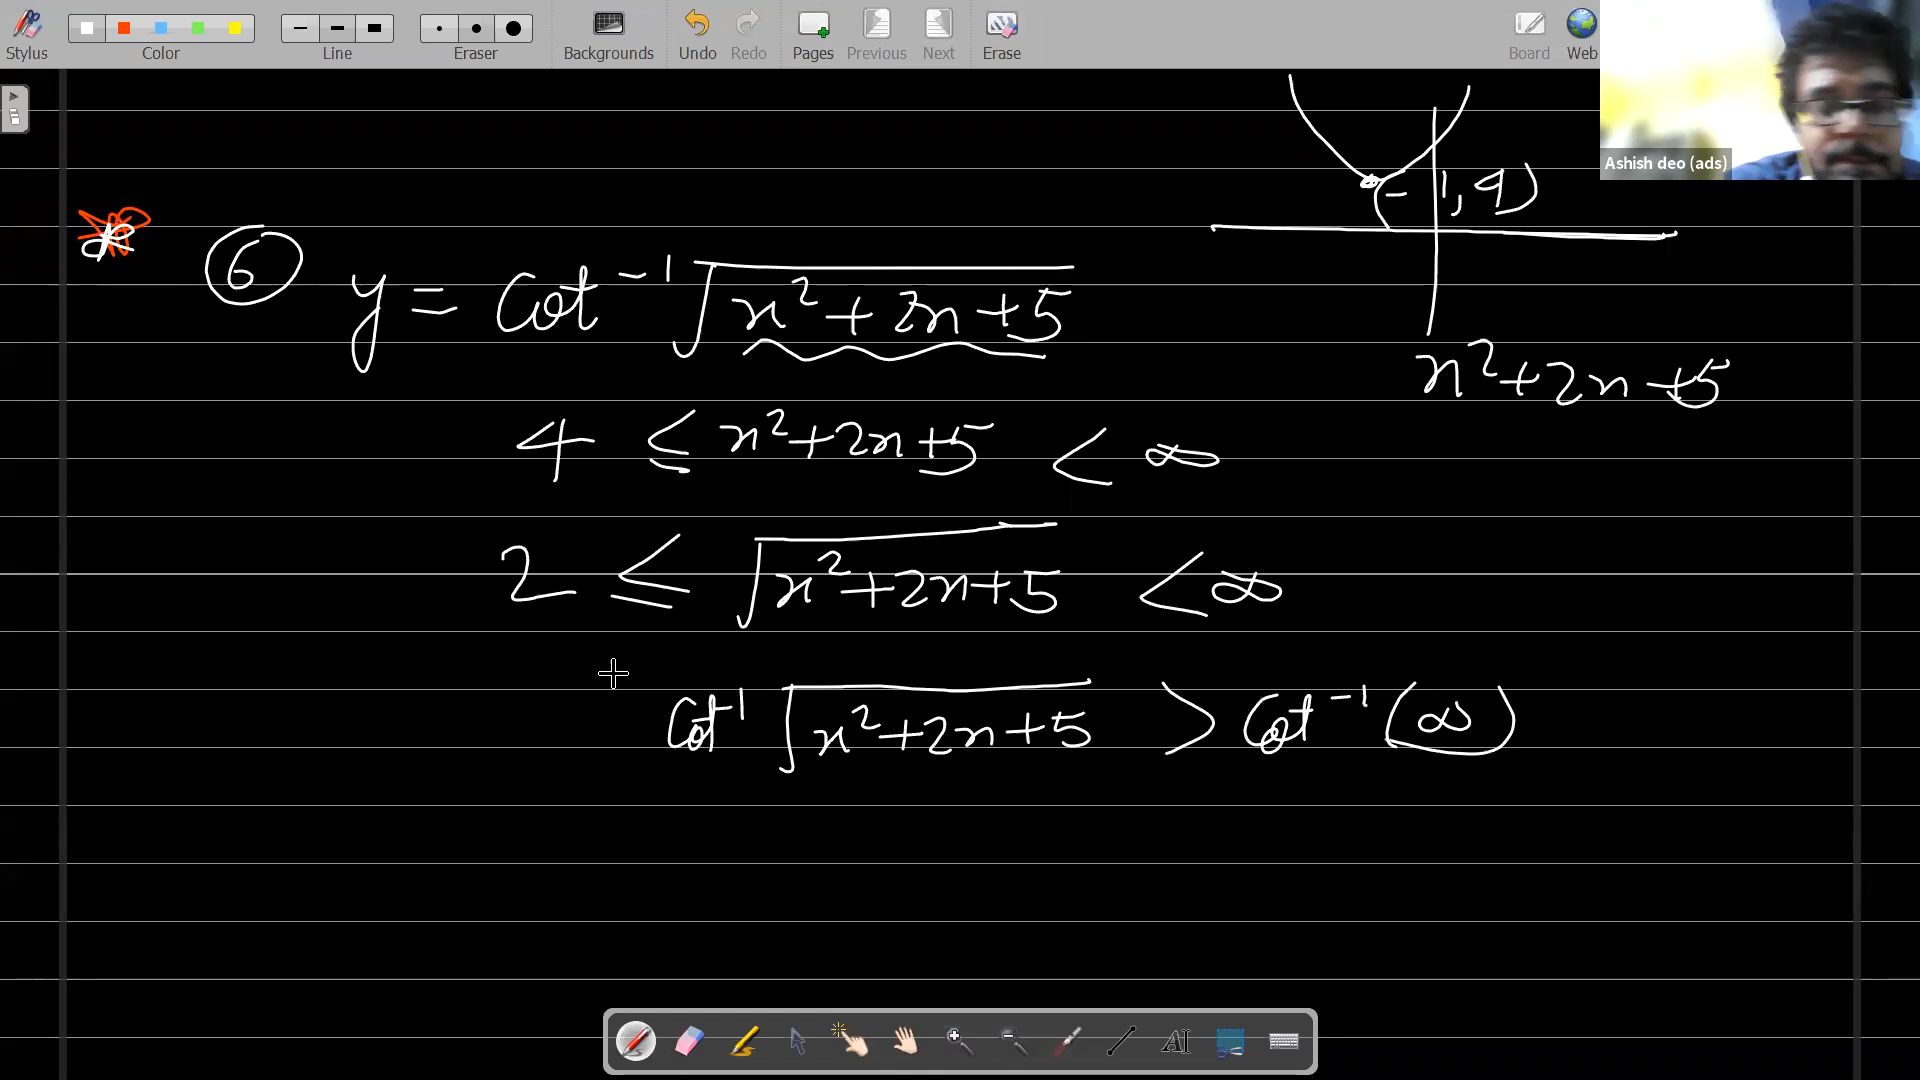 Stylus Color Line Eraser Backgrounds Undo Redo Pages Previous Next Erase Board Web
Ashish deo (ads)
(-1, 4)
x²+2x+5
⑥ y = cot⁻¹√(x²+2x+5)
4 ≤ x²+2x+5 < ∞
2 ≤ √(x²+2x+5) < ∞
cot⁻¹ √(x²+2x+5) > cot⁻¹(∞)